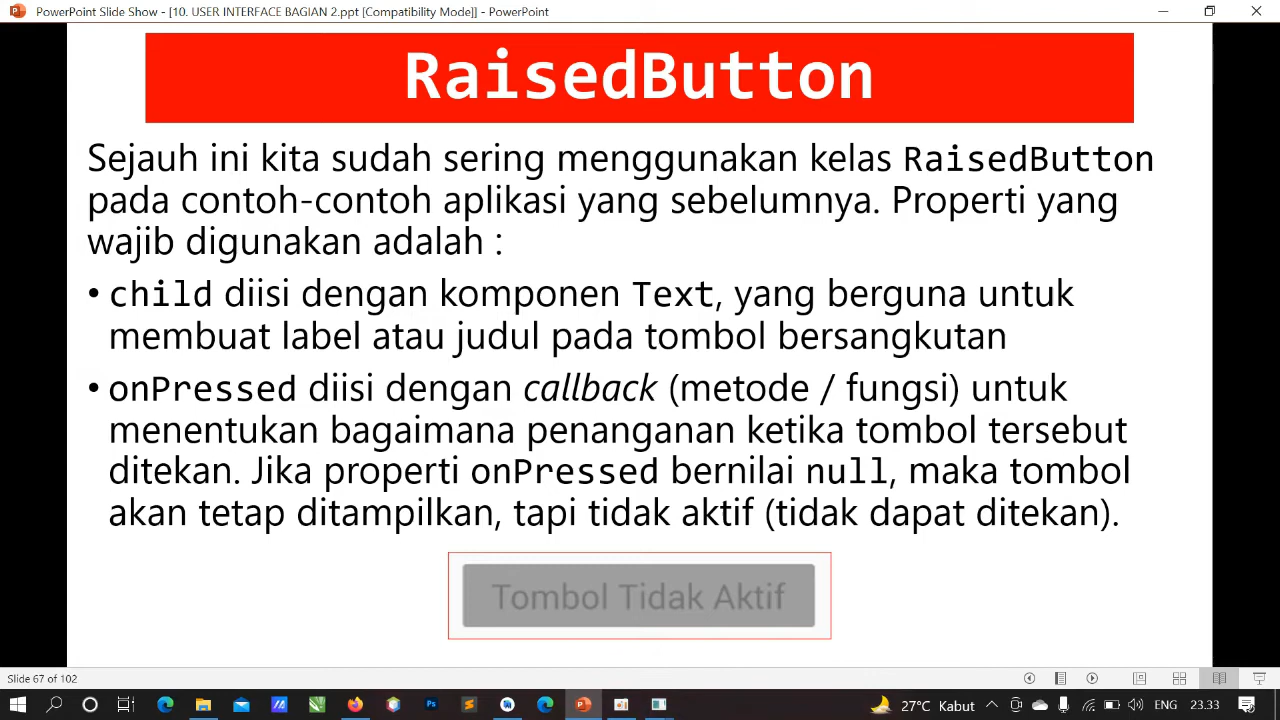 PowerPoint Slide Show - [10. USER INTERFACE BAGIAN 2.ppt [Compatibility Mode]] - PowerPoint
RaisedButton
Sejauh ini kita sudah sering menggunakan kelas RaisedButton
pada contoh-contoh aplikasi yang sebelumnya. Properti yang
wajib digunakan adalah :
• child diisi dengan komponen Text, yang berguna untuk
membuat label atau judul pada tombol bersangkutan
• onPressed diisi dengan callback (metode / fungsi) untuk
menentukan bagaimana penanganan ketika tombol tersebut
ditekan. Jika properti onPressed bernilai null, maka tombol
akan tetap ditampilkan, tapi tidak aktif (tidak dapat ditekan).
Tombol Tidak Aktif
Slide 67 of 102
27°C Kabut
ENG
23.33